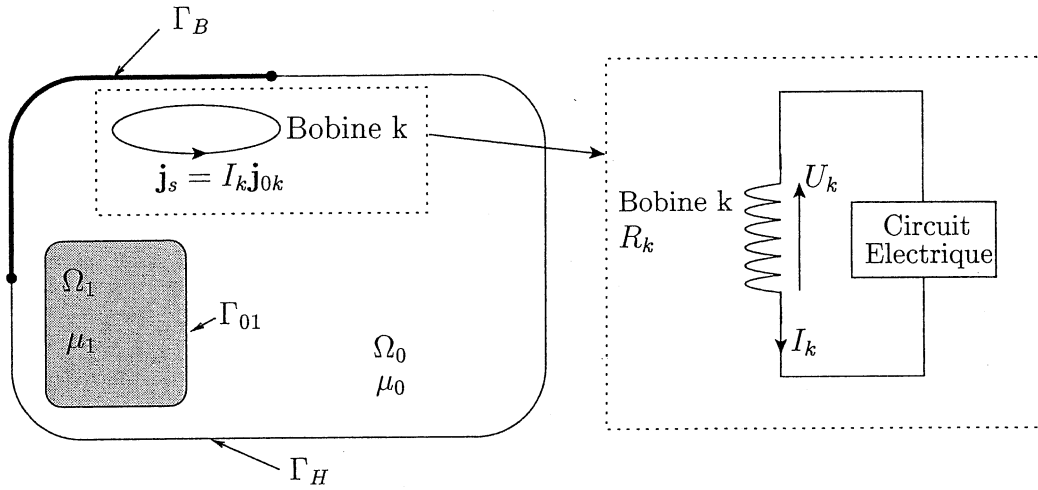 Γ_B
Bobine k
j_s = I_k j_0k
Ω_1
μ_1
Γ_01
Ω_0
μ_0
Γ_H
Bobine k
R_k
U_k
I_k
Circuit
Electrique